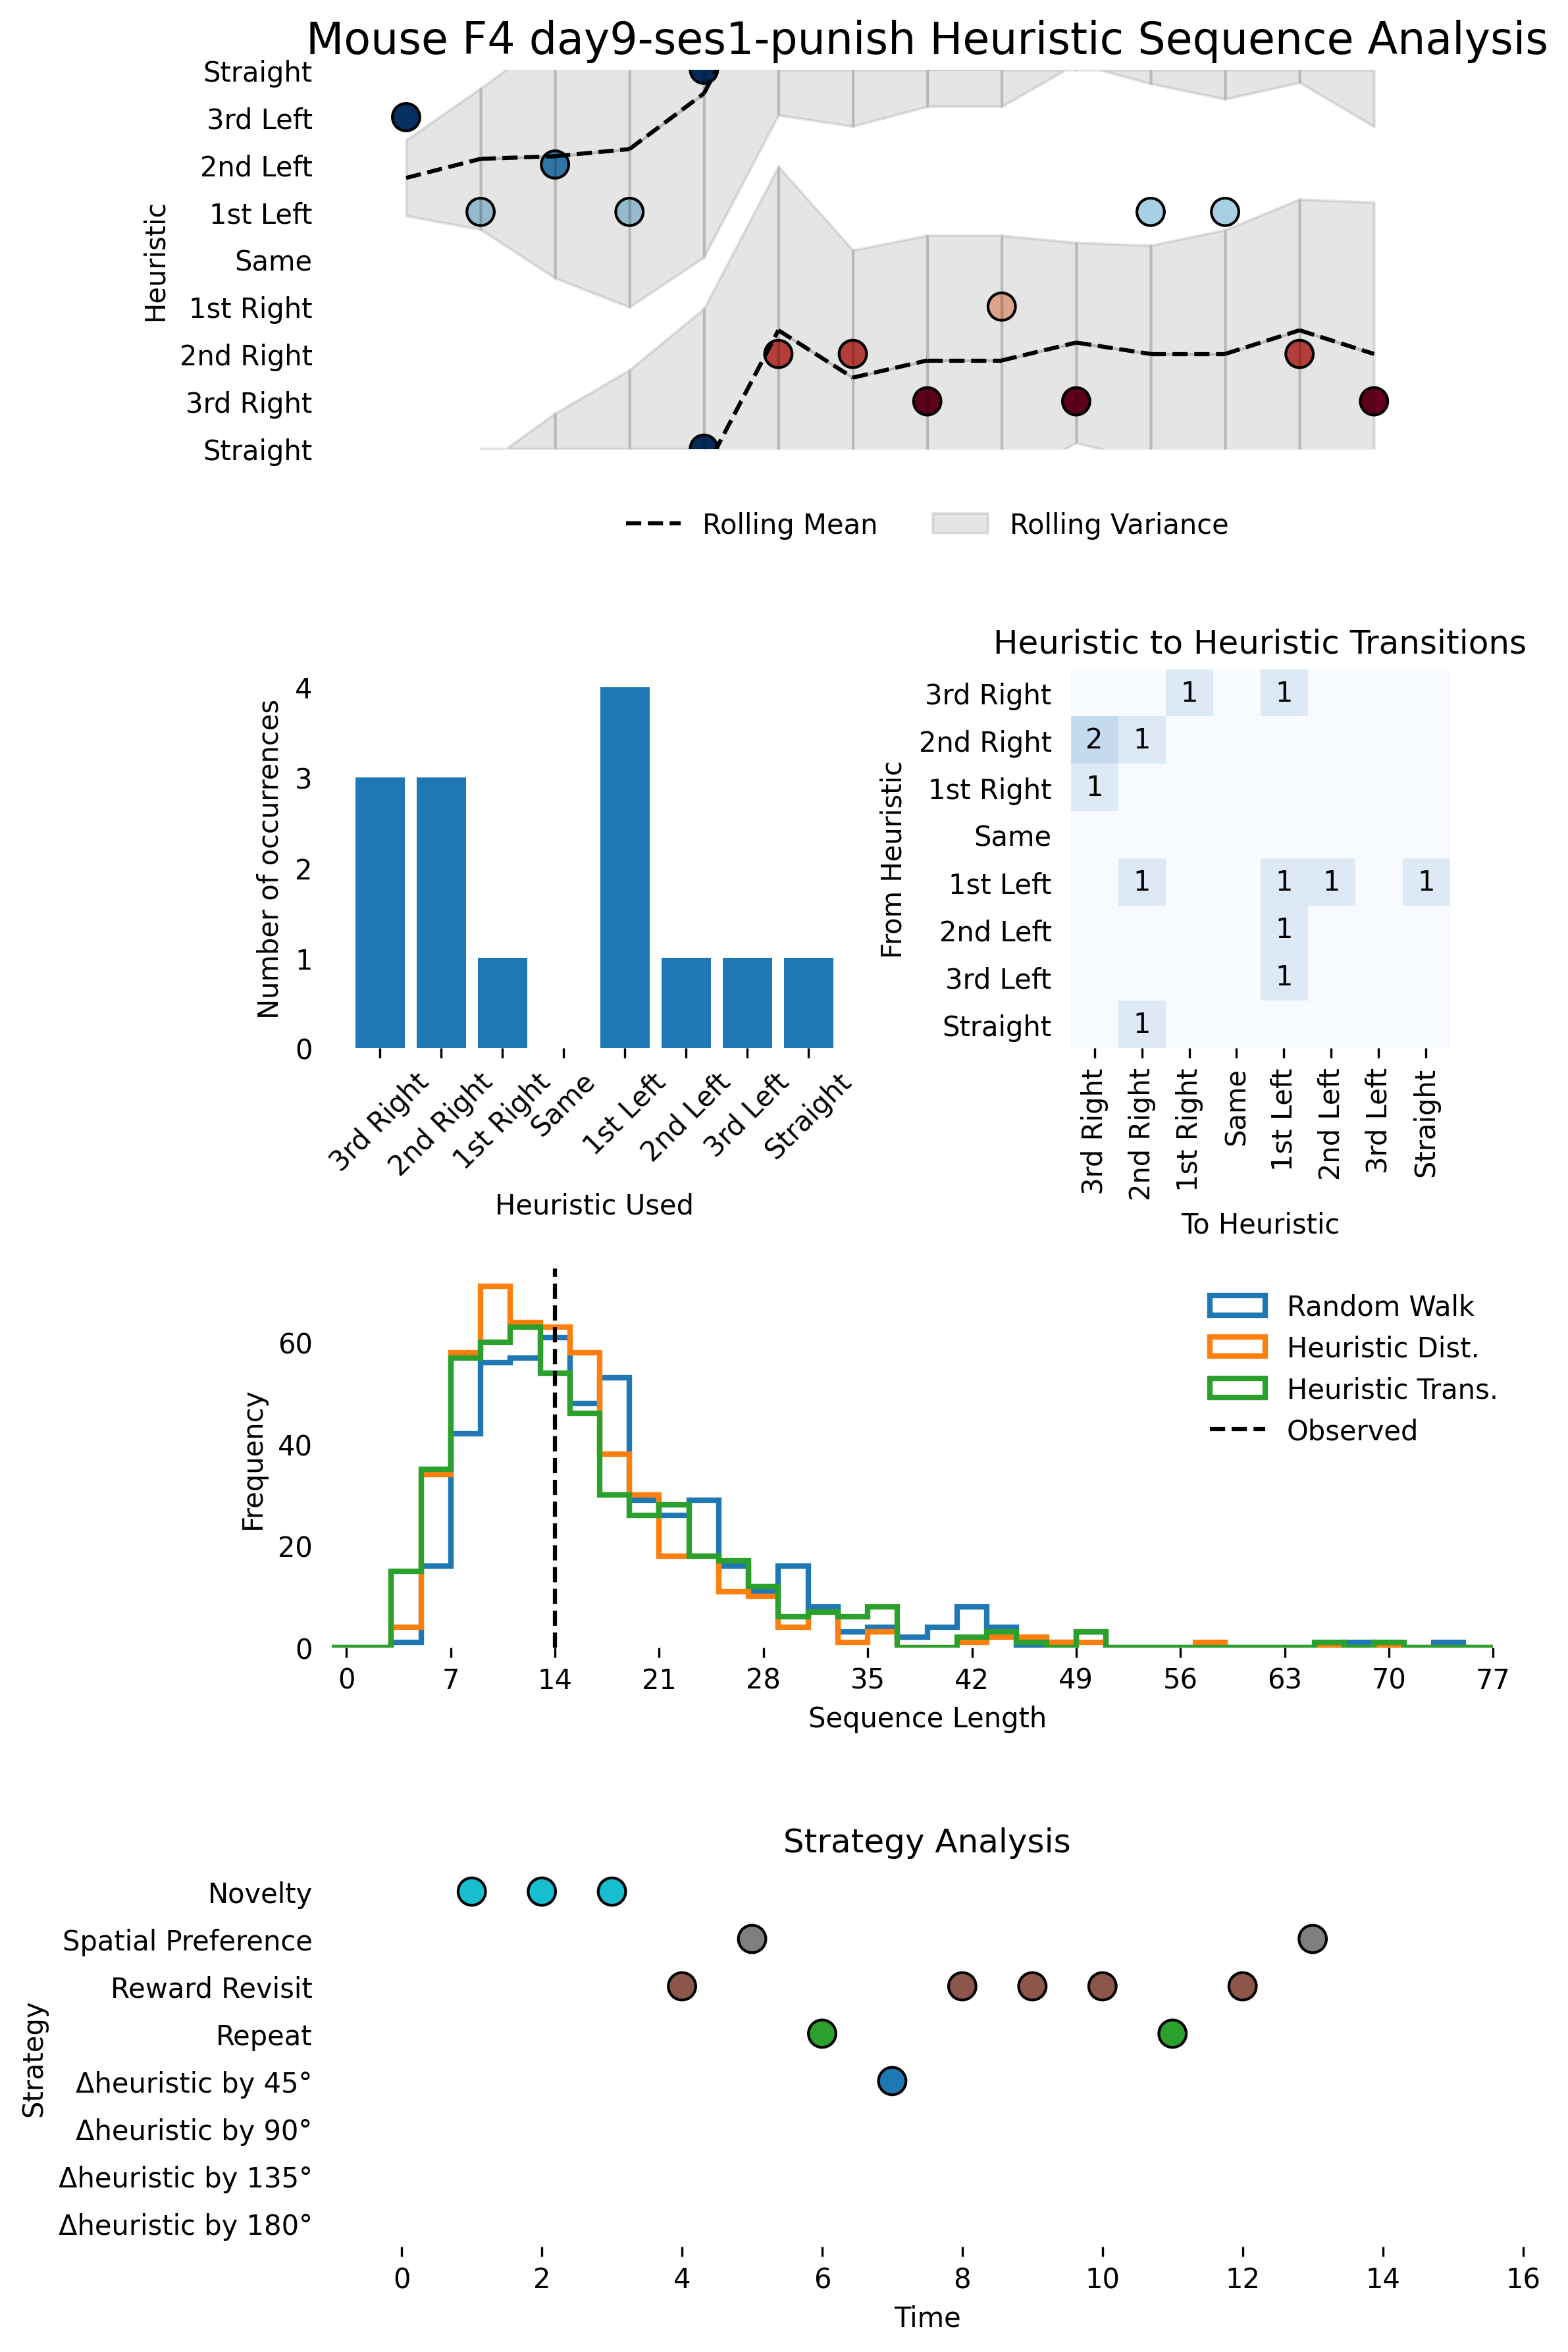 Mouse F4 day9-ses1-punish Heuristic Sequence Analysis
Heuristic
Straight
3rd Left
2nd Left
1st Left
Same
1st Right
2nd Right
3rd Right
Straight
Rolling Mean
Rolling Variance
Number of occurrences
4
3
2
1
0
3rd Right
2nd Right
1st Right
Same
1st Left
2nd Left
3rd Left
Straight
Heuristic Used
Heuristic to Heuristic Transitions
From Heuristic
3rd Right 1 1
2nd Right 2 1
1st Right 1
Same
1st Left 1 1 1 1
2nd Left 1
3rd Left 1
Straight 1
3rd Right
2nd Right
1st Right
Same
1st Left
2nd Left
3rd Left
Straight
To Heuristic
Frequency
60
40
20
0
Random Walk
Heuristic Dist.
Heuristic Trans.
Observed
0 7 14 21 28 35 42 49 56 63 70 77
Sequence Length
Strategy Analysis
Strategy
Novelty
Spatial Preference
Reward Revisit
Repeat
Δheuristic by 45°
Δheuristic by 90°
Δheuristic by 135°
Δheuristic by 180°
0 2 4 6 8 10 12 14 16
Time